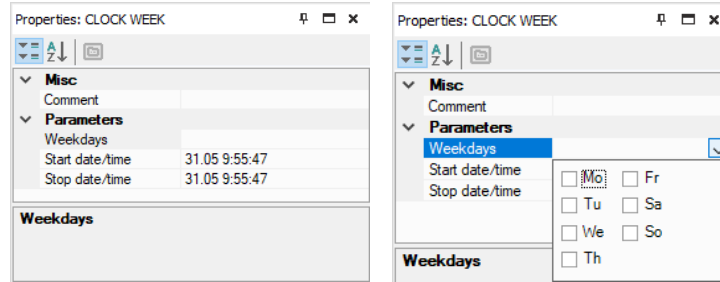 Properties: CLOCK WEEK
Misc
Comment
Parameters
Weekdays
Start date/time 31.05 9:55:47
Stop date/time 31.05 9:55:47
Weekdays
Properties: CLOCK WEEK
Misc
Comment
Parameters
Weekdays
Start date/time
Stop date/time
Mo Fr
Tu Sa
We So
Th
Weekdays